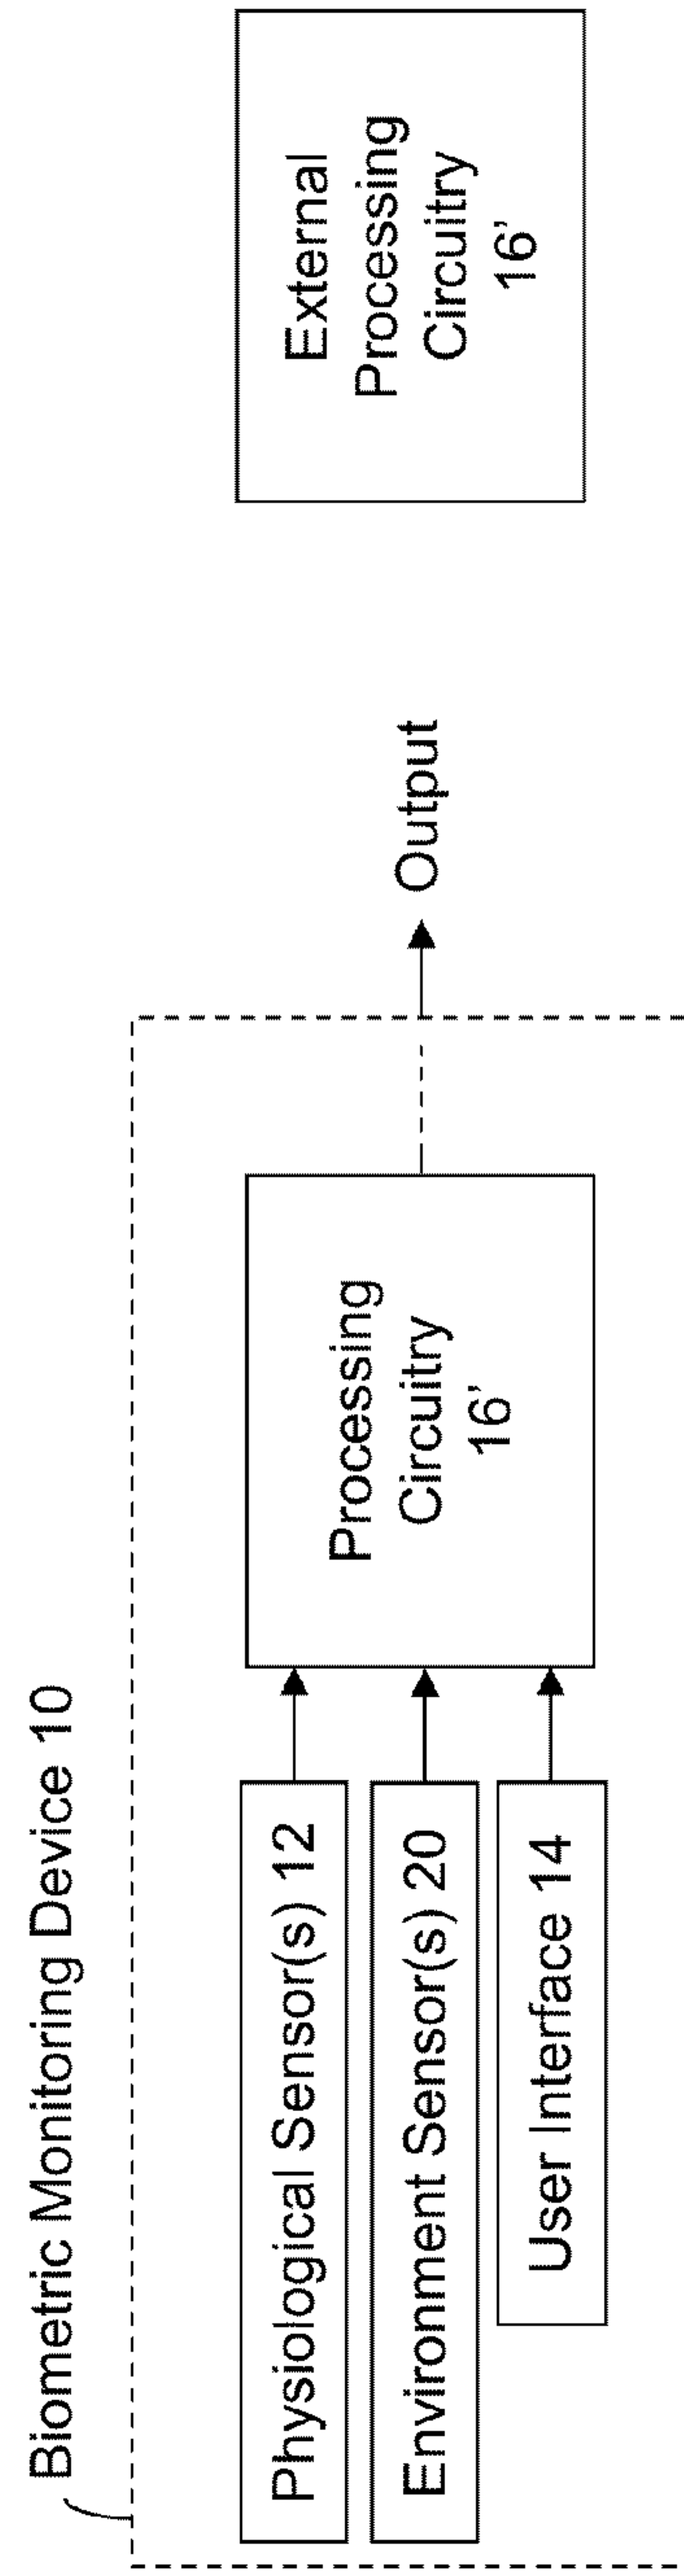 Biometric Monitoring Device 10
Physiological Sensor(s) 12
Environment Sensor(s) 20
User Interface 14
Processing
Circuitry
16’
Output
External
Processing
Circuitry
16’